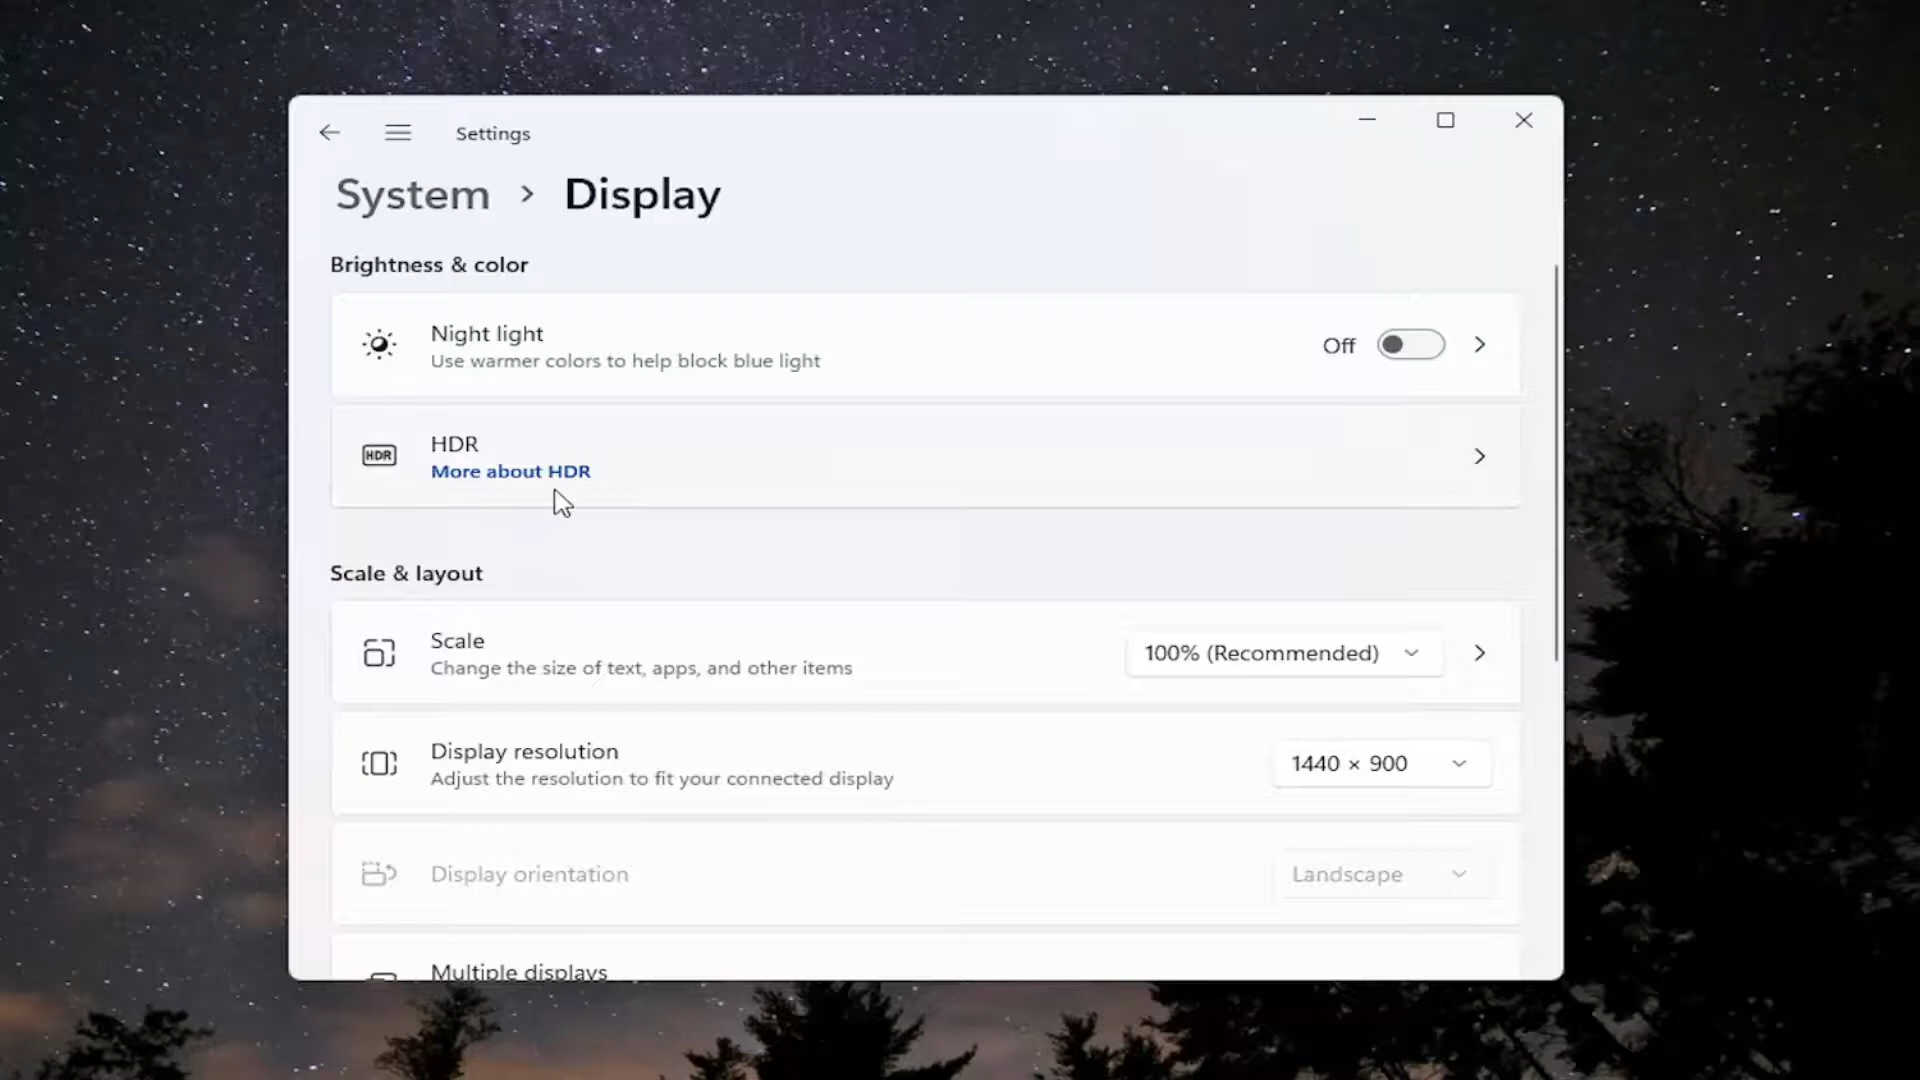 Settings
System > Display
Brightness & color
Night light
Off
Use warmer colors to help block blue light
HDR
HDR
More about HDR
Scale & layout
Scale
100% (Recommended)
Change the size of text, apps, and other items
Display resolution
1440 × 900
Adjust the resolution to fit your connected display
Display orientation
Landscape
Multiple displays